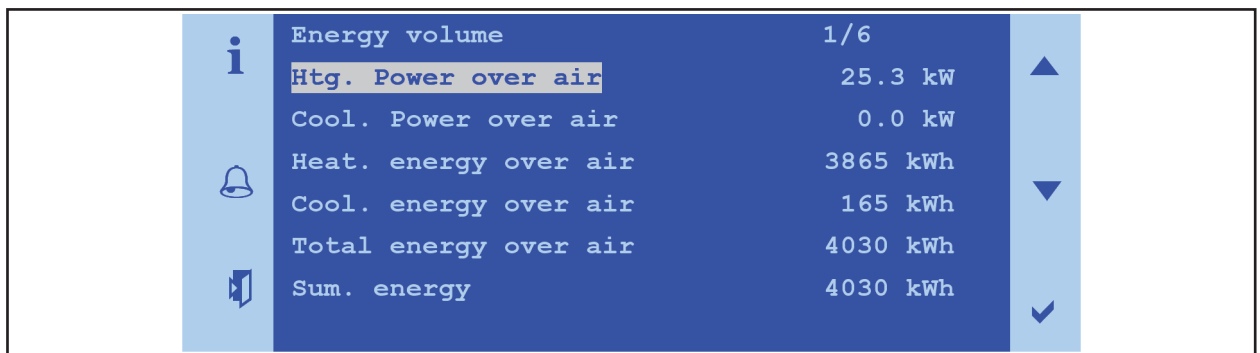 Energy volume 1/6
Htg. Power over air 25.3 kW
Cool. Power over air 0.0 kW
Heat. energy over air 3865 kWh
Cool. energy over air 165 kWh
Total energy over air 4030 kWh
Sum. energy 4030 kWh